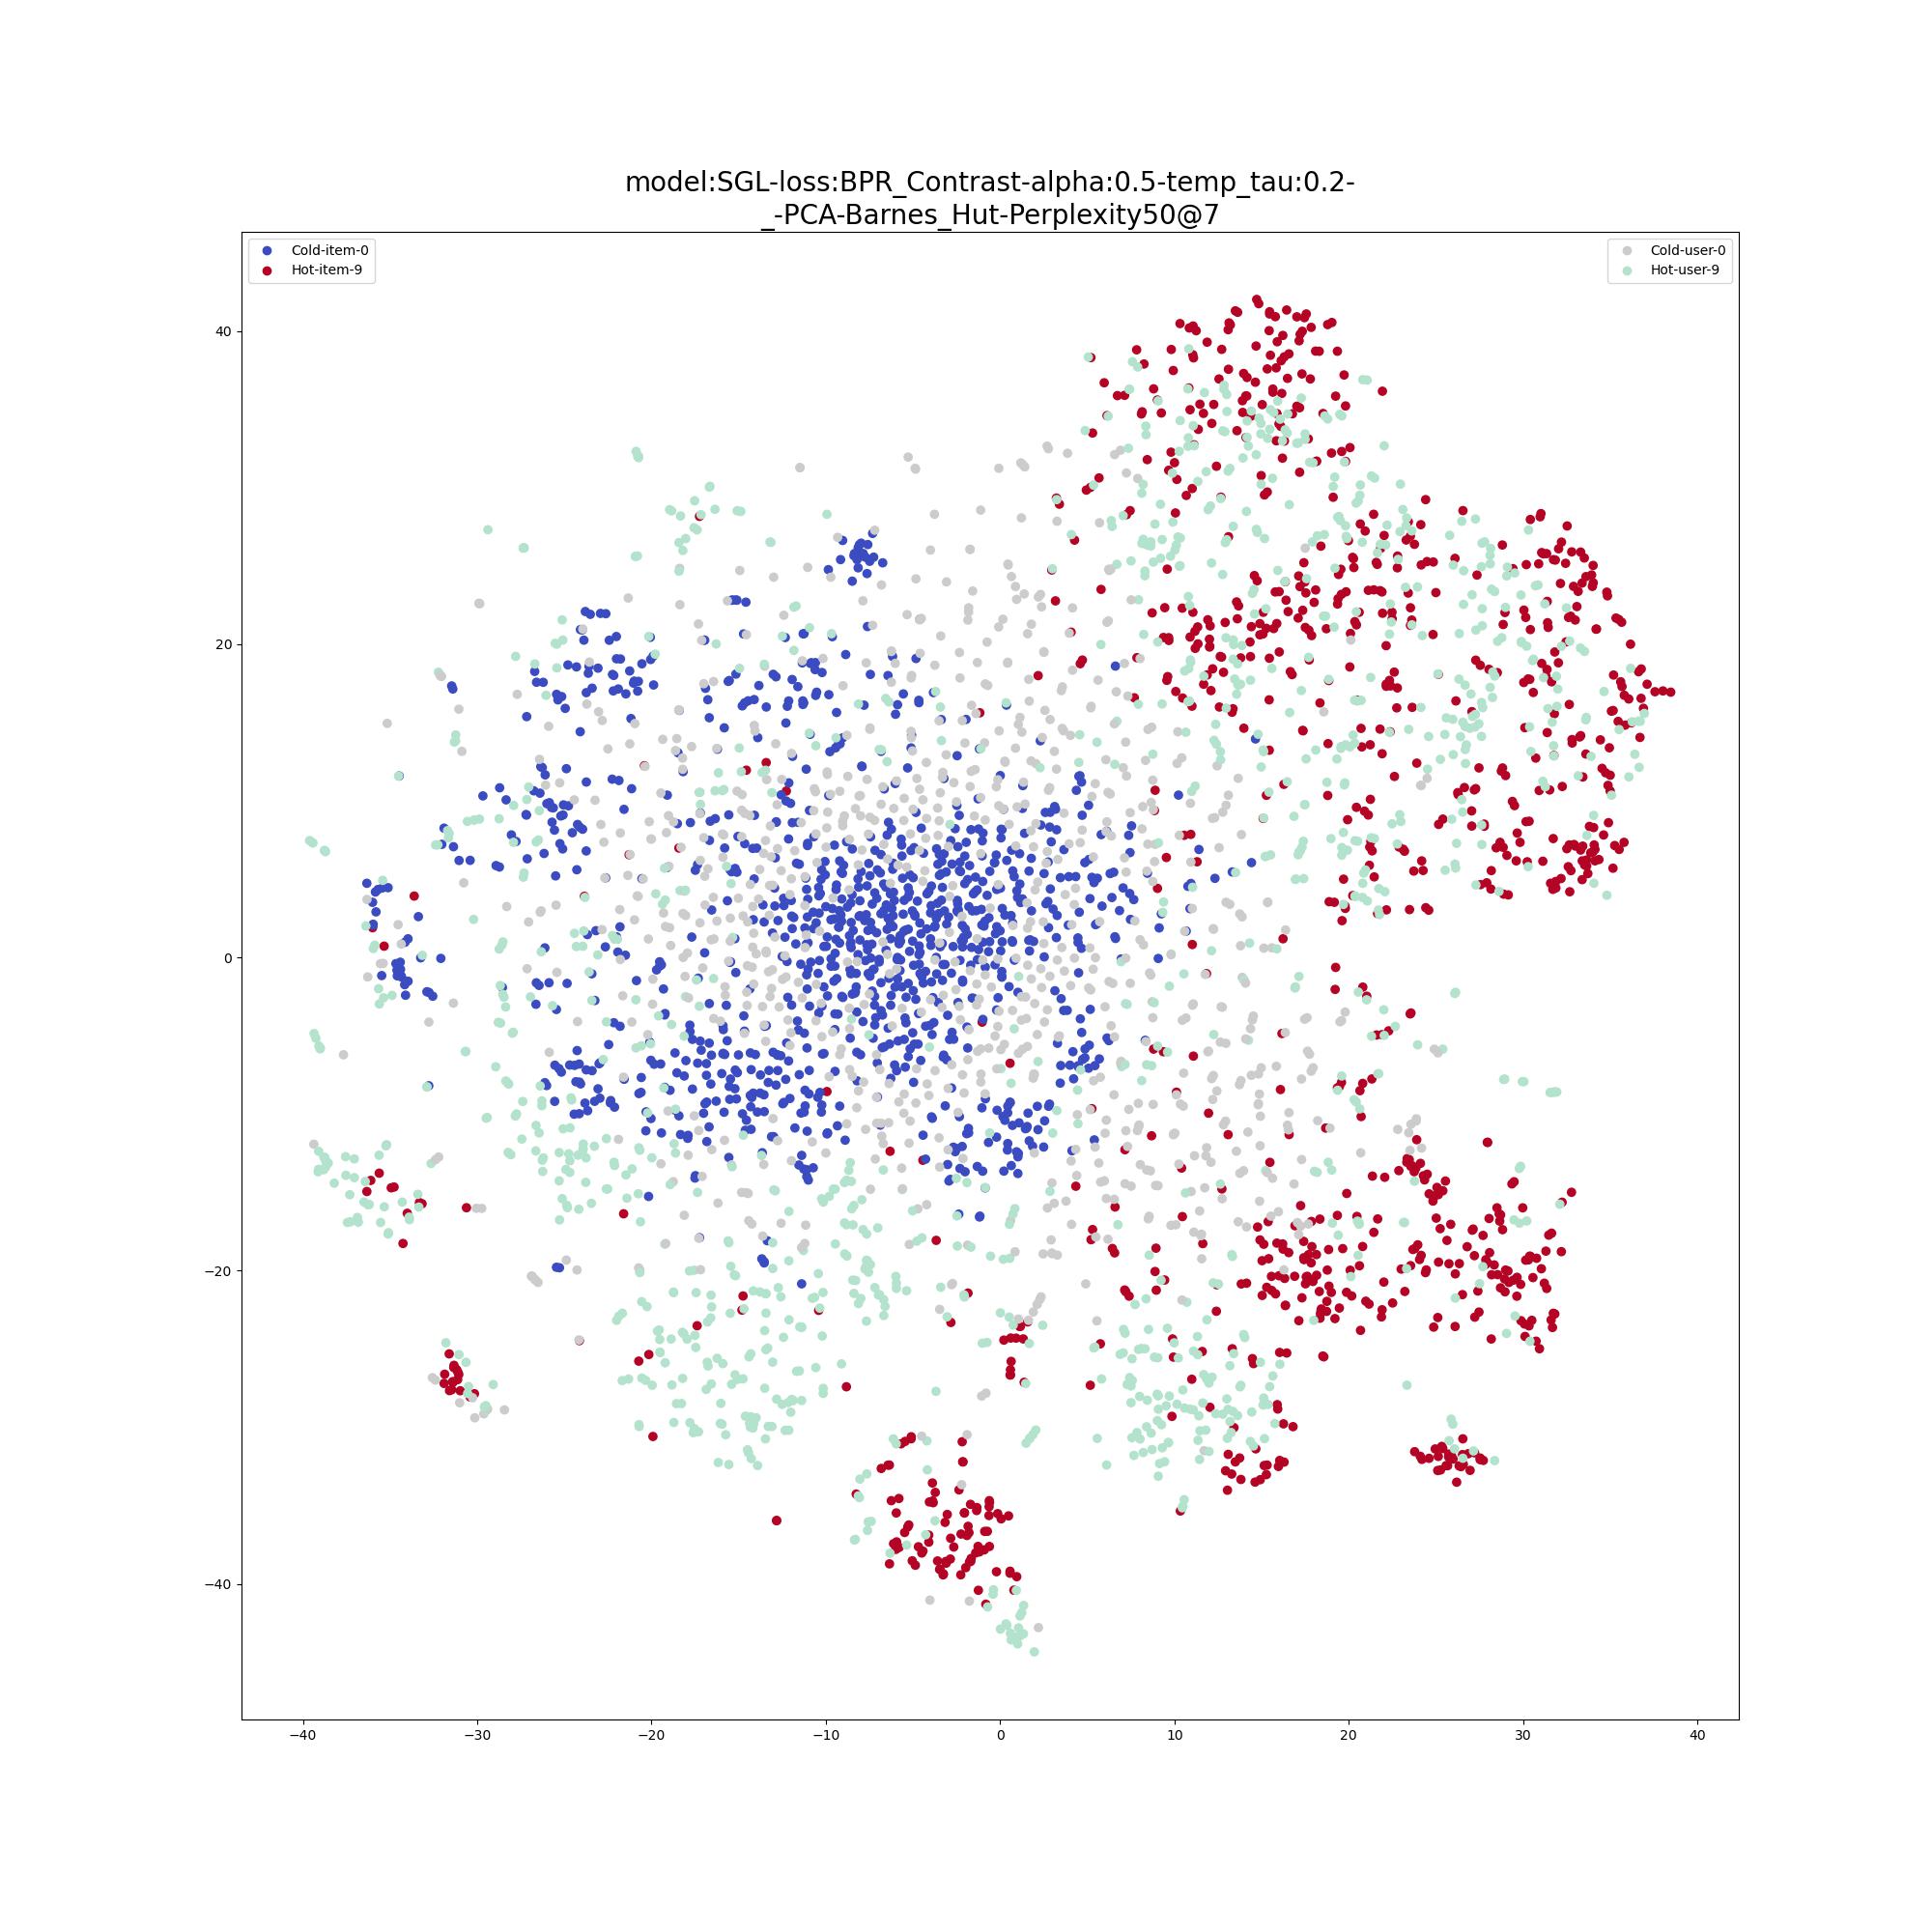 model:SGL-loss:BPR_Contrast-alpha:0.5-temp_tau:0.2-
_-PCA-Barnes_Hut-Perplexity50@7
Cold-item-0
Hot-item-9
Cold-user-0
Hot-user-9
40
20
0
−20
−40
−40 −30 −20 −10 0 10 20 30 40